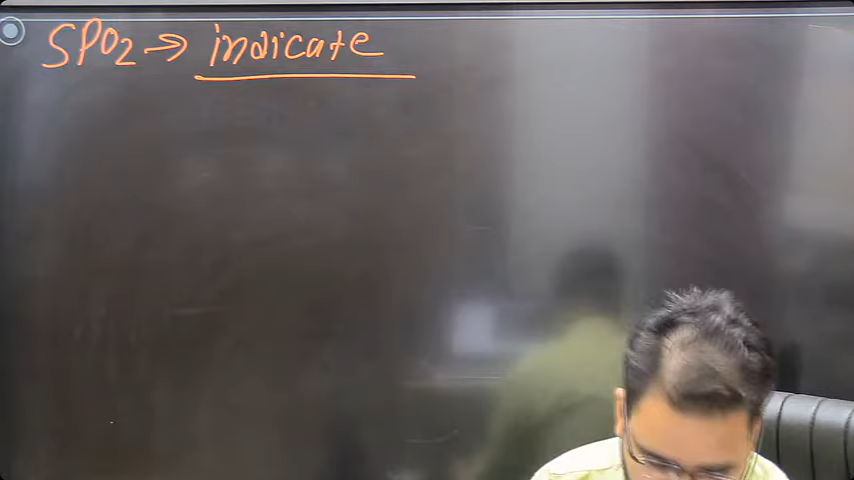 SPO₂ → indicate